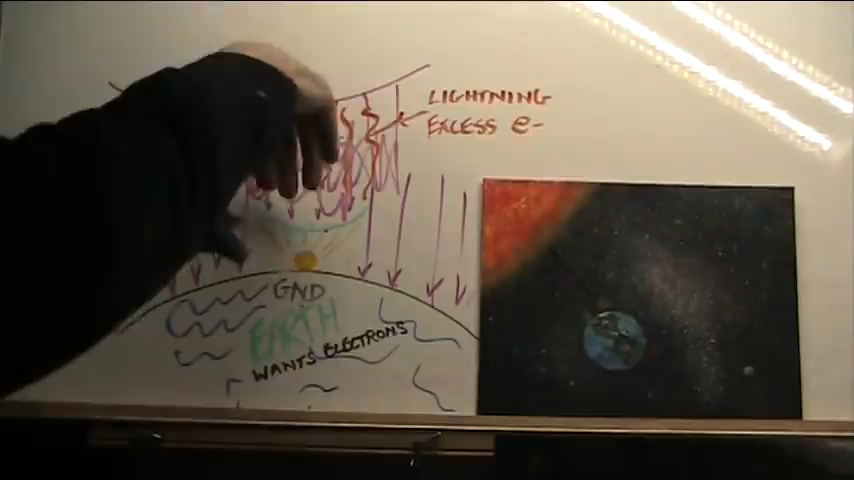 LIGHTNING
EXCESS e-
GND
EARTH
WANTS ELECTRONS